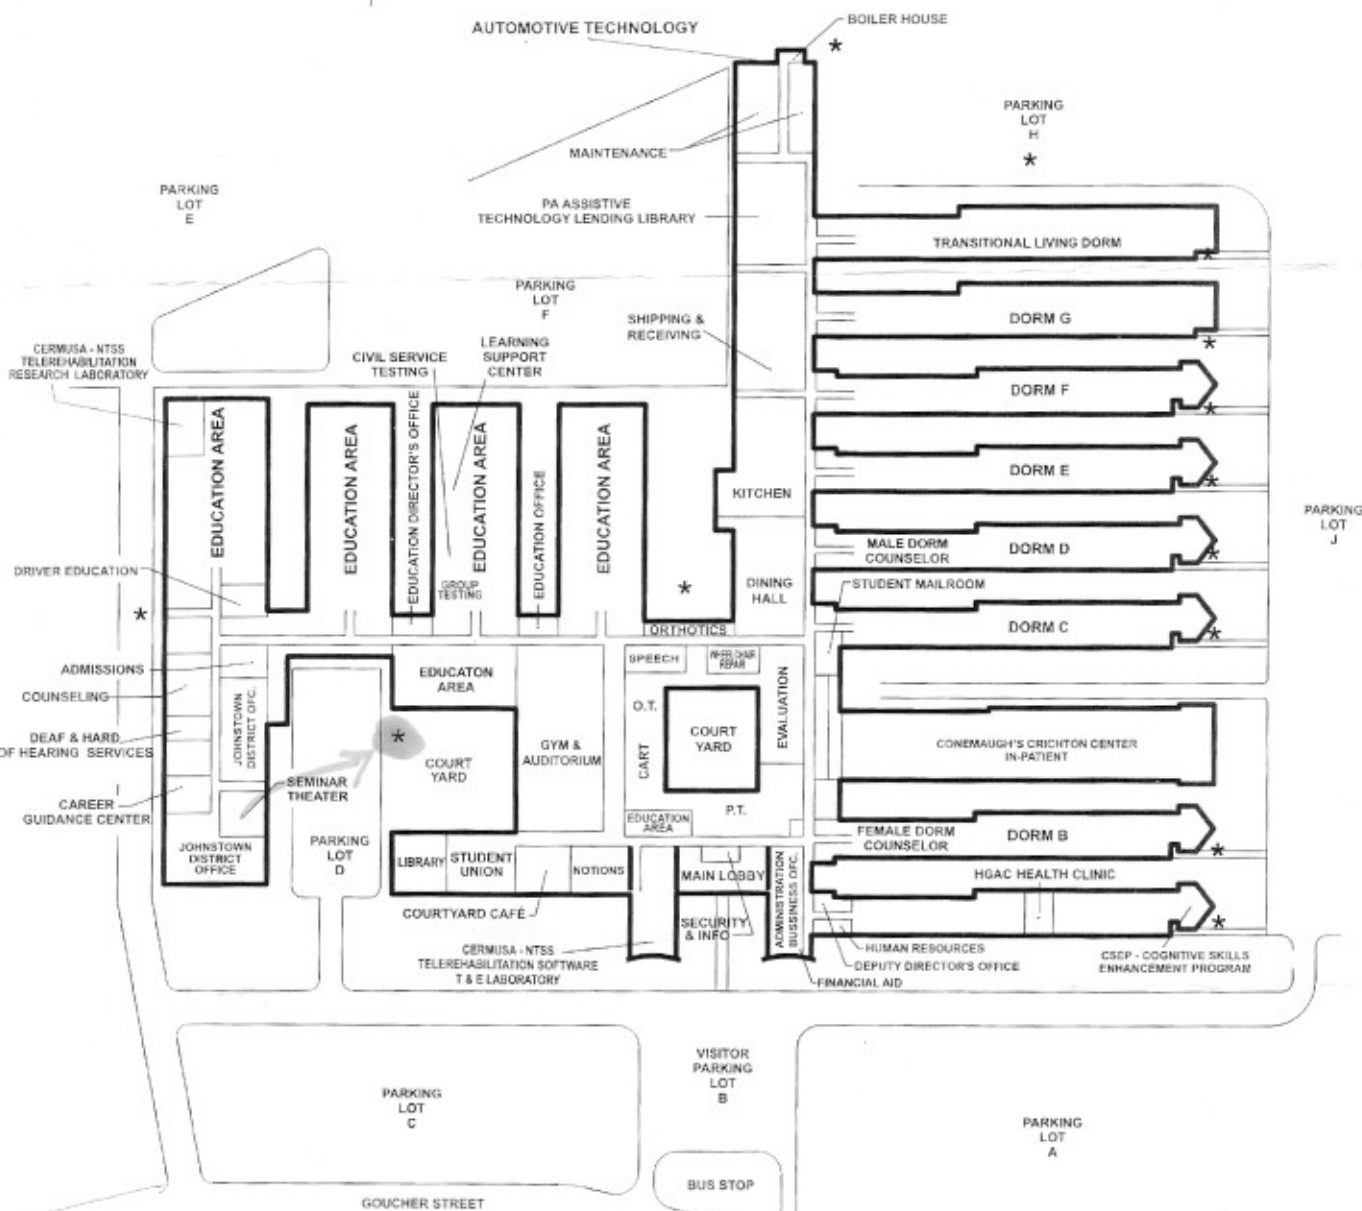 AUTOMOTIVE TECHNOLOGY
BOILER HOUSE
*
PARKING
LOT
H
*
MAINTENANCE
PARKING
LOT
E
PA ASSISTIVE
TECHNOLOGY LENDING LIBRARY
TRANSITIONAL LIVING DORM
*
PARKING
LOT
F
SHIPPING &
RECEIVING
DORM G
*
CERMUSA - NTSS
TELEREHABILITATION
RESEARCH LABORATORY
CIVIL SERVICE
TESTING
LEARNING
SUPPORT
CENTER
DORM F
*
EDUCATION AREA
EDUCATION AREA
EDUCATION DIRECTOR'S OFFICE
EDUCATION AREA
EDUCATION OFFICE
EDUCATION AREA
KITCHEN
DORM E
*
PARKING
LOT
J
MALE DORM
COUNSELOR
DORM D
*
DRIVER EDUCATION
GROUP
TESTING
*
DINING
HALL
STUDENT MAILROOM
*
ORTHOTICS
DORM C
*
ADMISSIONS
COUNSELING
DEAF & HARD
OF HEARING SERVICES
JOHNSTOWN
DISTRICT OFC.
EDUCATON
AREA
SPEECH
WHEELCHAIR
REPAIR
O.T.
CART
COURT
YARD
EVALUATION
*
COURT
YARD
GYM &
AUDITORIUM
CONEMAUGH'S CRICHTON CENTER
IN-PATIENT
SEMINAR
THEATER
CAREER
GUIDANCE CENTER
P.T.
EDUCATION
AREA
FEMALE DORM
COUNSELOR
DORM B
*
JOHNSTOWN
DISTRICT
OFFICE
PARKING
LOT
D
LIBRARY
STUDENT
UNION
NOTIONS
MAIN LOBBY
ADMINISTRATION
BUSSINESS OFC.
HGAC HEALTH CLINIC
COURTYARD CAFÉ
SECURITY
& INFO
*
CERMUSA - NTSS
TELEREHABILITATION SOFTWARE
T & E LABORATORY
HUMAN RESOURCES
DEPUTY DIRECTOR'S OFFICE
FINANCIAL AID
CSEP - COGNITIVE SKILLS
ENHANCEMENT PROGRAM
PARKING
LOT
C
VISITOR
PARKING
LOT
B
PARKING
LOT
A
BUS STOP
GOUCHER STREET